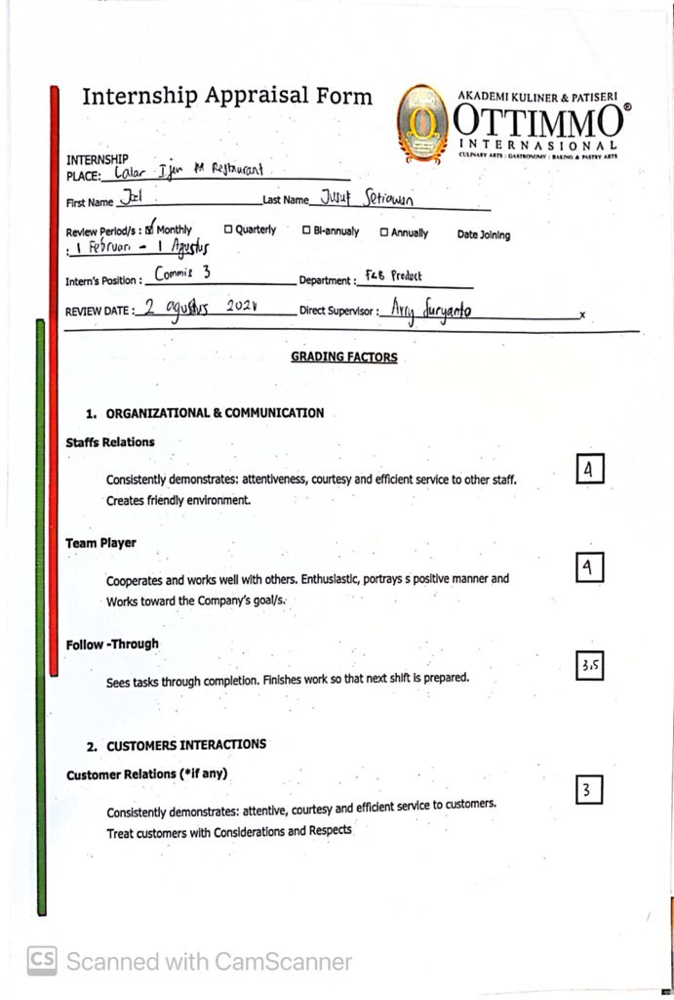 Internship Appraisal Form
AKADEMI KULINER & PATISERI
OTTIMMO®
INTERNASIONAL
CULINARY ARTS | GASTRONOMY | BAKING & PASTRY ARTS
INTERNSHIP
PLACE: Ijen Restaurant
First Name Last Name Jusuf Setiawan
Review Period/s : ☑ Monthly ☐ Quarterly ☐ Bi-annualy ☐ Annually Date Joining
: 1 Februari - 1 Agustus
Intern's Position : Commis 3 Department : F&B Product
REVIEW DATE : 2 agustus Direct Supervisor : Suryanto x
GRADING FACTORS
1. ORGANIZATIONAL & COMMUNICATION
Staffs Relations
Consistently demonstrates: attentiveness, courtesy and efficient service to other staff. 4
Creates friendly environment.
Team Player
Cooperates and works well with others. Enthusiastic, portrays s positive manner and 4
Works toward the Company's goal/s.
Follow -Through
Sees tasks through completion. Finishes work so that next shift is prepared. 3,5
2. CUSTOMERS INTERACTIONS
Customer Relations (*if any)
Consistently demonstrates: attentive, courtesy and efficient service to customers. 3
Treat customers with Considerations and Respects
CS Scanned with CamScanner